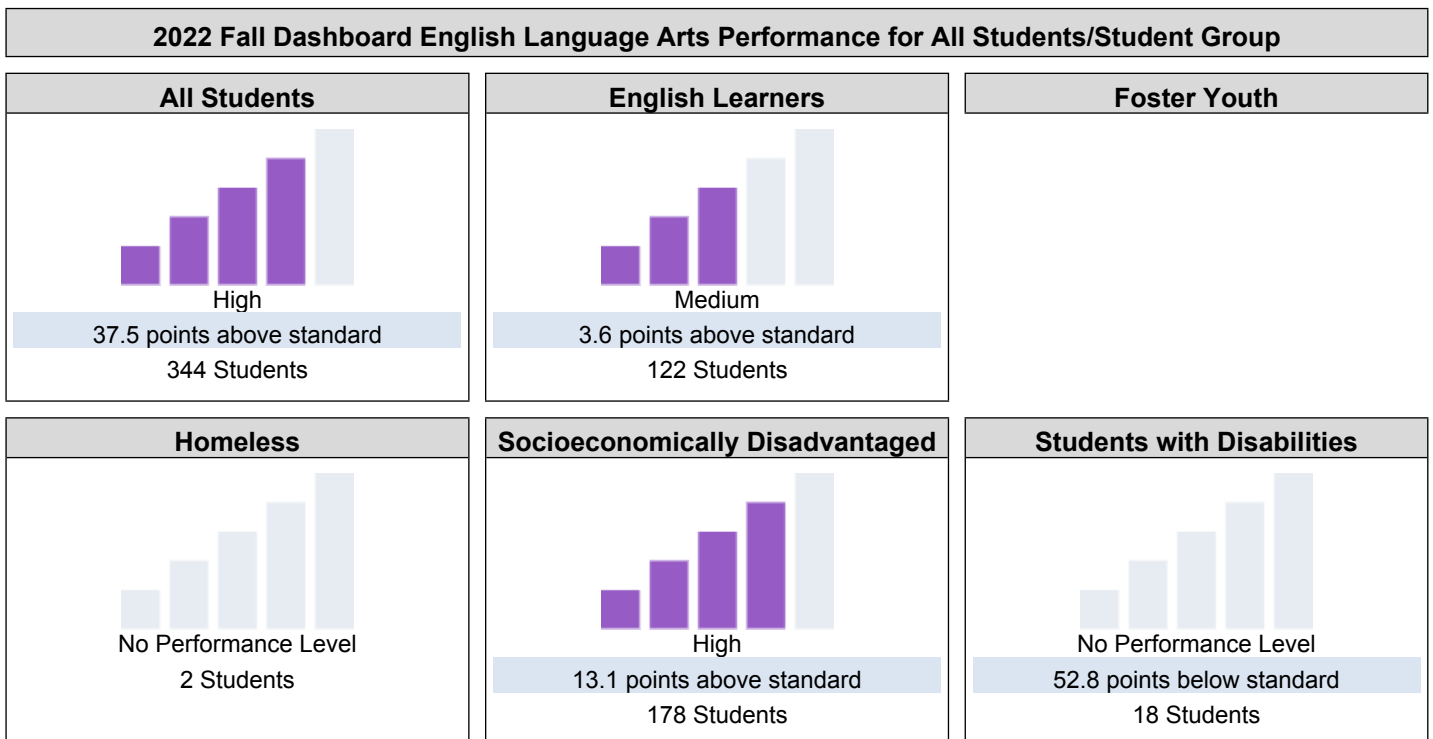 2022 Fall Dashboard English Language Arts Performance for All Students/Student Group
All Students
High
37.5 points above standard
344 Students
English Learners
Medium
3.6 points above standard
122 Students
Foster Youth
Homeless
No Performance Level
2 Students
Socioeconomically Disadvantaged
High
13.1 points above standard
178 Students
Students with Disabilities
No Performance Level
52.8 points below standard
18 Students